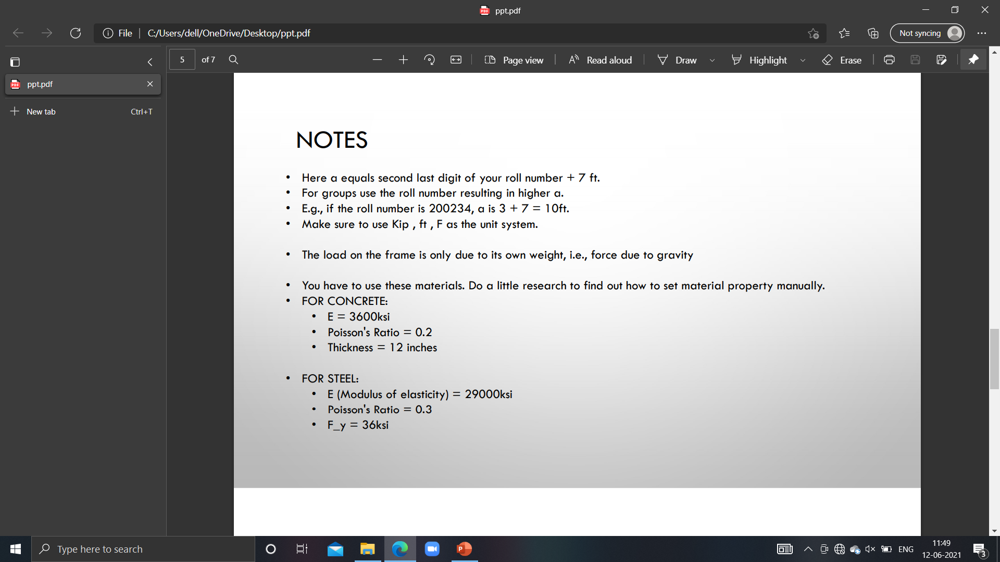 ppt.pdf
File
C:/Users/dell/OneDrive/Desktop/ppt.pdf
Not syncing
5 of 7
Page view
Read aloud
Draw
Highlight
Erase
ppt.pdf
New tab Ctrl+T
NOTES
• Here a equals second last digit of your roll number + 7 ft.
• For groups use the roll number resulting in higher a.
• E.g., if the roll number is 200234, a is 3 + 7 = 10ft.
• Make sure to use Kip , ft , F as the unit system.
• The load on the frame is only due to its own weight, i.e., force due to gravity
• You have to use these materials. Do a little research to find out how to set material property manually.
• FOR CONCRETE:
• E = 3600ksi
• Poisson's Ratio = 0.2
• Thickness = 12 inches
• FOR STEEL:
• E (Modulus of elasticity) = 29000ksi
• Poisson's Ratio = 0.3
• F_y = 36ksi
Type here to search
ENG
11:49
12-06-2021
3